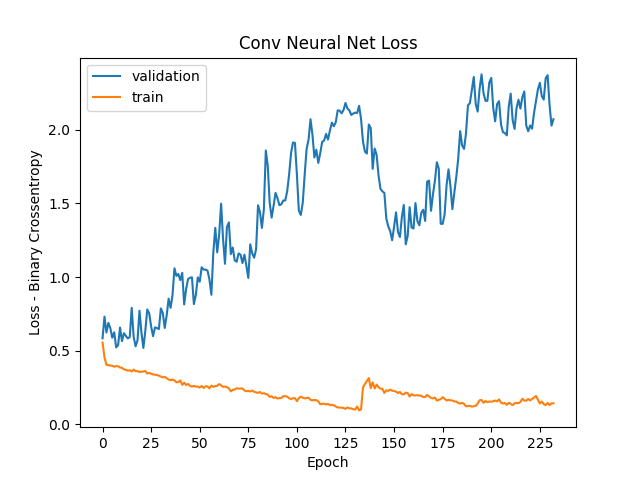 Conv Neural Net Loss
validation
train
Loss - Binary Crossentropy
2.0
1.5
1.0
0.5
0.0
0 25 50 75 100 125 150 175 200 225
Epoch